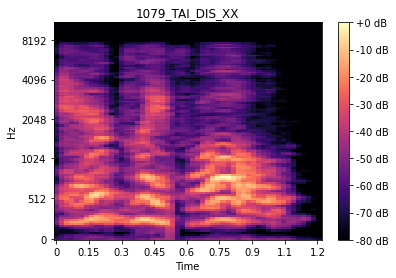 1079_TAI_DIS_XX
8192
4096
2048
1024
512
0
Hz
0
0.15
0.3
0.45
0.6
0.75
0.9
1.1
1.2
Time
+0 dB
-10 dB
-20 dB
-30 dB
-40 dB
-50 dB
-60 dB
-70 dB
-80 dB